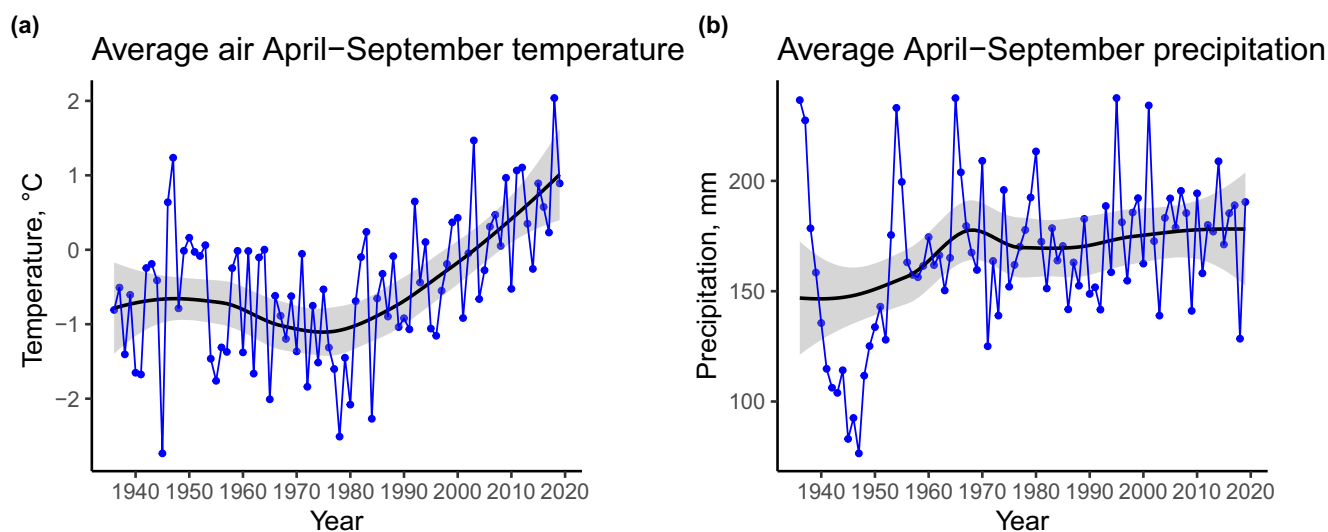 (a)
Average air April−September temperature
Temperature, °C
2
1
0
−1
−2
1940 1950 1960 1970 1980 1990 2000 2010 2020
Year
(b)
Average April−September precipitation
Precipitation, mm
200
150
100
1940 1950 1960 1970 1980 1990 2000 2010 2020
Year